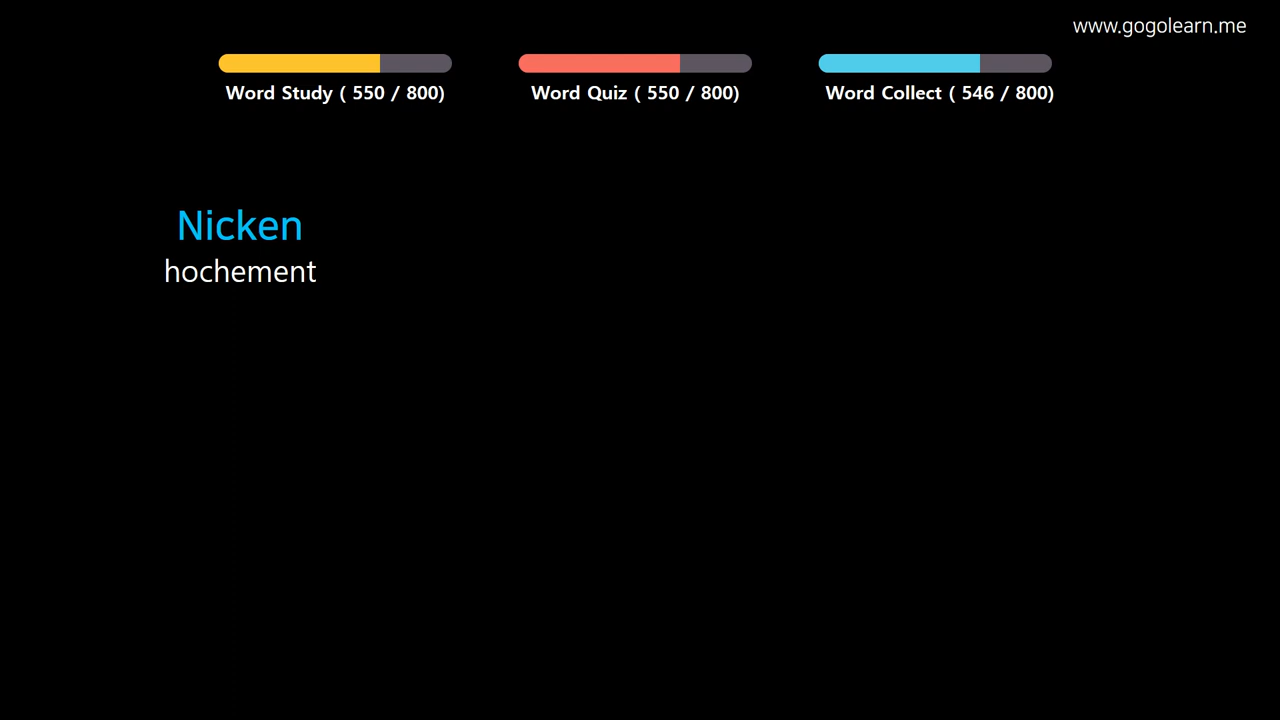 www.gogolearn.me
Word Study ( 550 / 800)
Word Quiz ( 550 / 800)
Word Collect ( 546 / 800)
Nicken
hochement